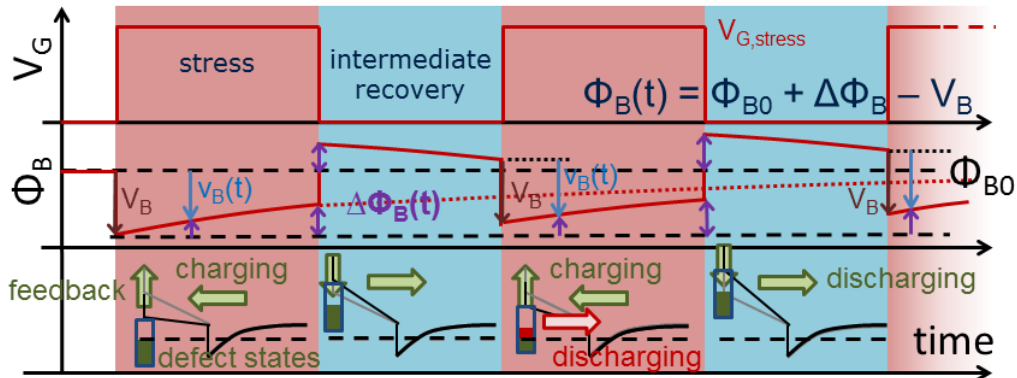 V_G
stress
intermediate
recovery
V_G,stress
Φ_B(t) = Φ_B0 + ΔΦ_B – V_B
Φ_B
V_B
v_B(t)
ΔΦ_B(t)
V_B
v_B(t)
V_B
Φ_B0
feedback
charging
defect states
charging
discharging
discharging
time